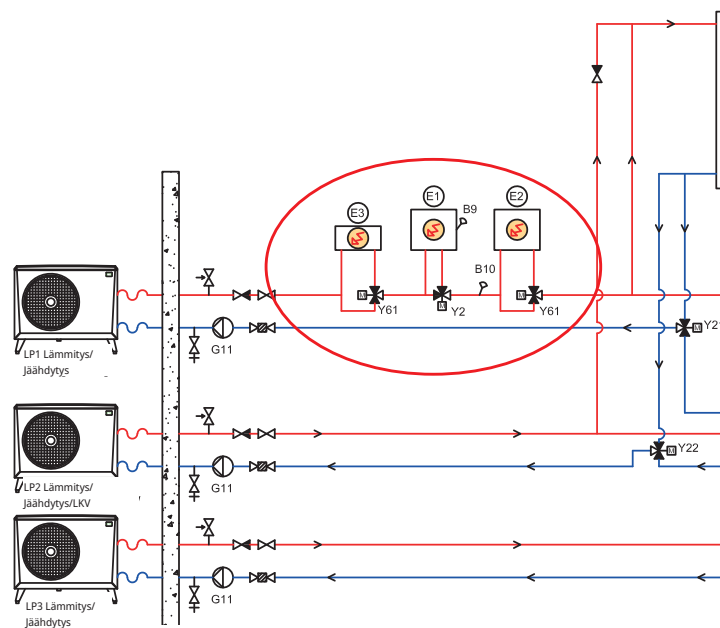 E3
E1
E2
B9
B10
M
Y61
M
Y2
M
Y61
M
Y21
LP1 Lämmitys/
Jäähdytys
G11
M
Y22
LP2 Lämmitys/
Jäähdytys/LKV
G11
LP3 Lämmitys/
Jäähdytys
G11